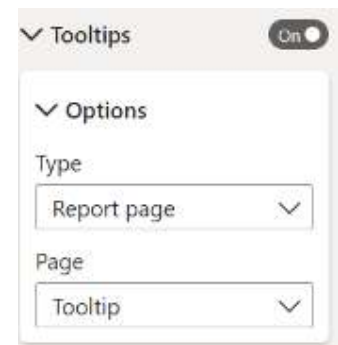 Tooltips On
Options
Type
Report page
Page
Tooltip